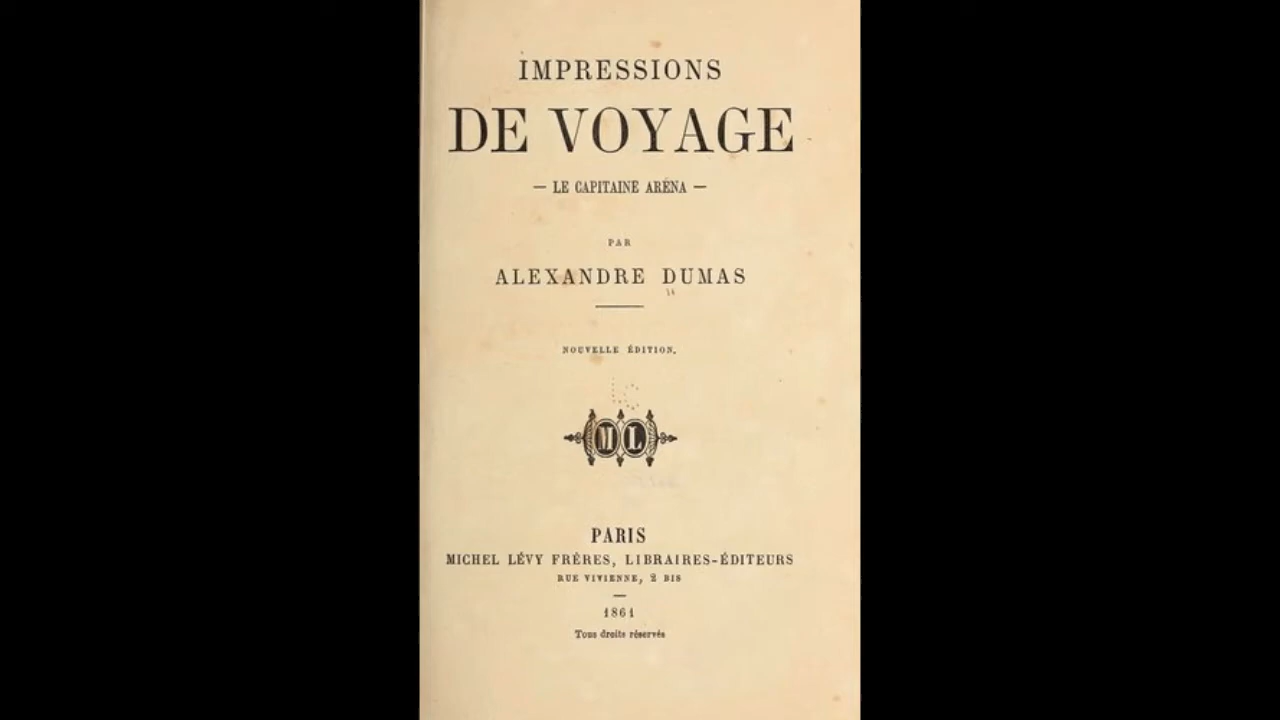 IMPRESSIONS
DE VOYAGE
— LE CAPITAINE ARÉNA —
PAR
ALEXANDRE DUMAS
NOUVELLE ÉDITION.
LC
ML
PARIS
MICHEL LÉVY FRÈRES, LIBRAIRES-ÉDITEURS
RUE VIVIENNE, 2 BIS
—
1861
Tous droits réservés